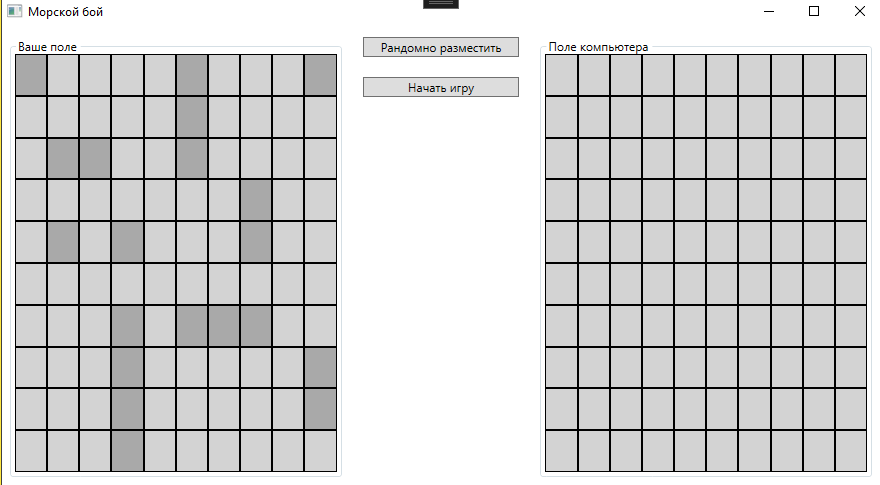 Морской бой
Ваше поле
Рандомно разместить
Начать игру
Поле компьютера